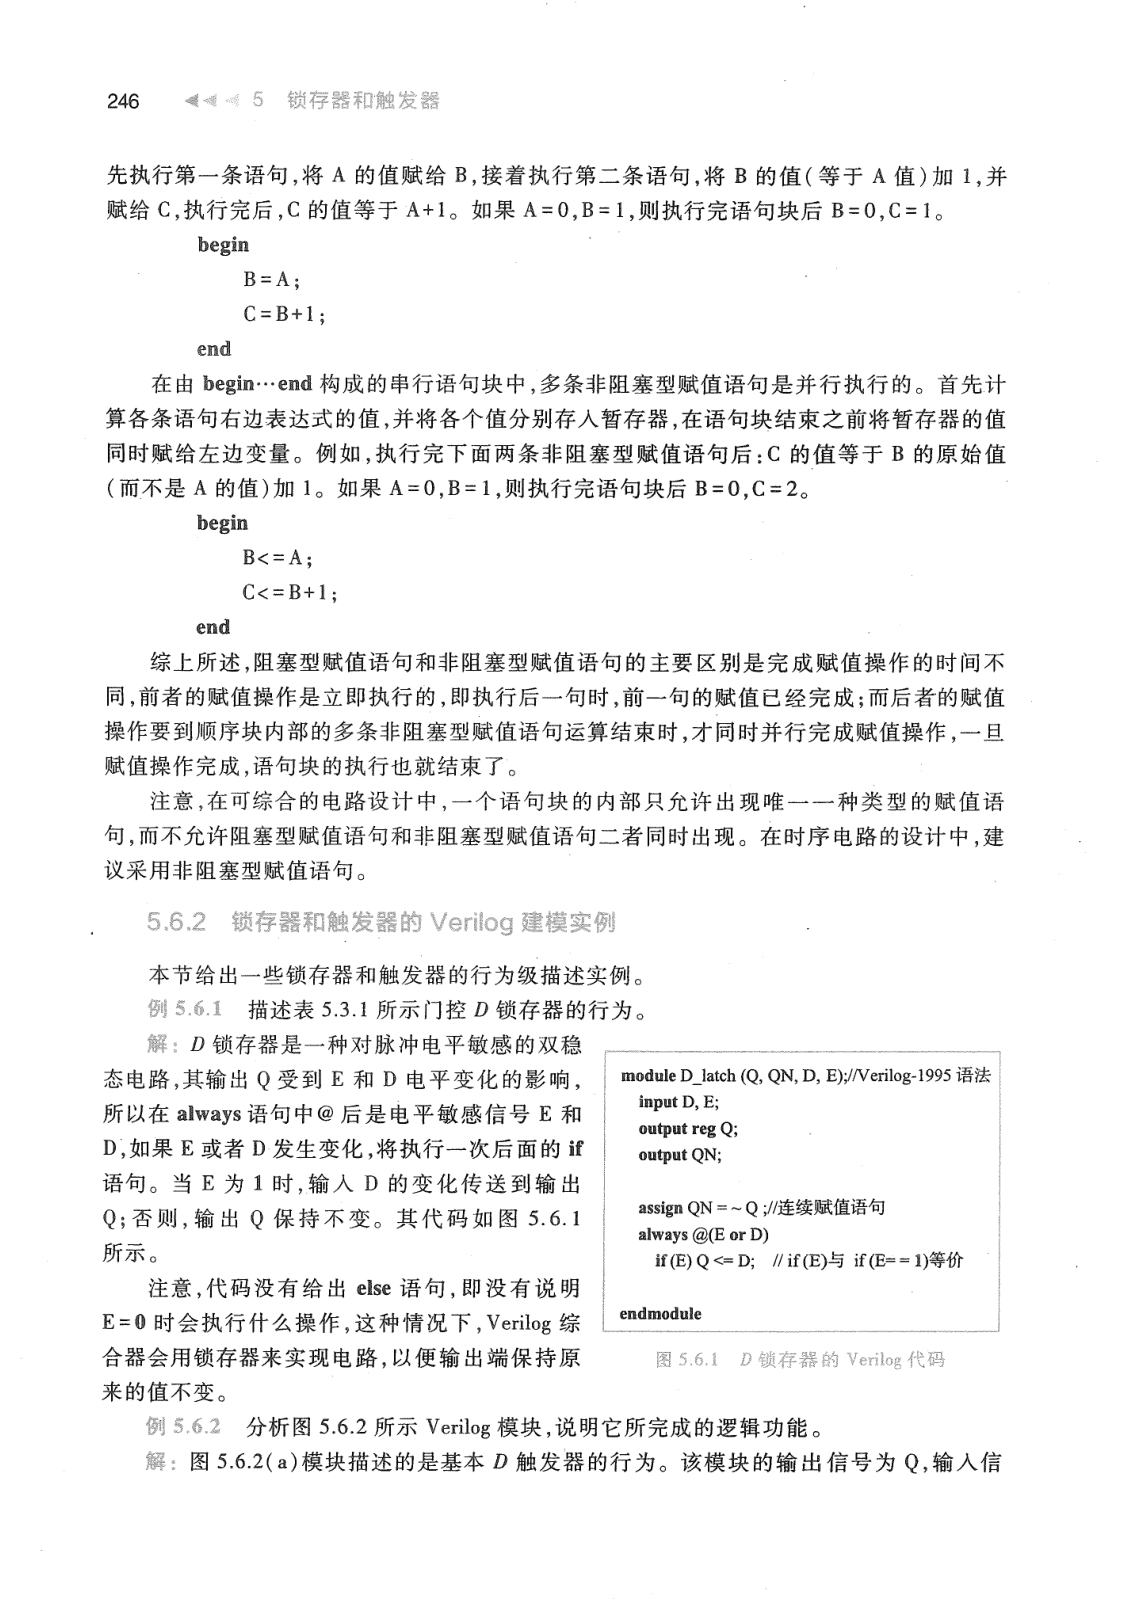 246 5 锁存器和触发器
先执行第一条语句,将 A 的值赋给 B,接着执行第二条语句,将 B 的值(等于 A 值)加 1,并
赋给 C,执行完后,C 的值等于 A+1。如果 A=0,B=1,则执行完语句块后 B=0,C=1。
begin
B=A;
C=B+1;
end
在由 begin…end 构成的串行语句块中,多条非阻塞型赋值语句是并行执行的。首先计
算各条语句右边表达式的值,并将各个值分别存入暂存器,在语句块结束之前将暂存器的值
同时赋给左边变量。例如,执行完下面两条非阻塞型赋值语句后:C 的值等于 B 的原始值
(而不是 A 的值)加 1。如果 A=0,B=1,则执行完语句块后 B=0,C=2。
begin
B<=A;
C<=B+1;
end
综上所述,阻塞型赋值语句和非阻塞型赋值语句的主要区别是完成赋值操作的时间不
同,前者的赋值操作是立即执行的,即执行后一句时,前一句的赋值已经完成;而后者的赋值
操作要到顺序块内部的多条非阻塞型赋值语句运算结束时,才同时并行完成赋值操作,一旦
赋值操作完成,语句块的执行也就结束了。
注意,在可综合的电路设计中,一个语句块的内部只允许出现唯一一种类型的赋值语
句,而不允许阻塞型赋值语句和非阻塞型赋值语句二者同时出现。在时序电路的设计中,建
议采用非阻塞型赋值语句。
5.6.2 锁存器和触发器的 Verilog 建模实例
本节给出一些锁存器和触发器的行为级描述实例。
例 5.6.1 描述表 5.3.1 所示门控 D 锁存器的行为。
解: D 锁存器是一种对脉冲电平敏感的双稳
态电路,其输出 Q 受到 E 和 D 电平变化的影响,
所以在 always 语句中@ 后是电平敏感信号 E 和
D,如果 E 或者 D 发生变化,将执行一次后面的 if
语句。当 E 为 1 时,输入 D 的变化传送到输出
Q;否则,输出 Q 保持不变。其代码如图 5.6.1
所示。
注意,代码没有给出 else 语句,即没有说明
E=0 时会执行什么操作,这种情况下,Verilog 综
合器会用锁存器来实现电路,以便输出端保持原
来的值不变。
module D_latch (Q, QN, D, E);//Verilog-1995 语法
input D, E;
output reg Q;
output QN;
assign QN = ~ Q ;//连续赋值语句
always @(E or D)
if (E) Q <= D; // if (E)与 if (E= = 1)等价
endmodule
图 5.6.1 D 锁存器的 Verilog 代码
例 5.6.2 分析图 5.6.2 所示 Verilog 模块,说明它所完成的逻辑功能。
解: 图 5.6.2(a)模块描述的是基本 D 触发器的行为。该模块的输出信号为 Q,输入信